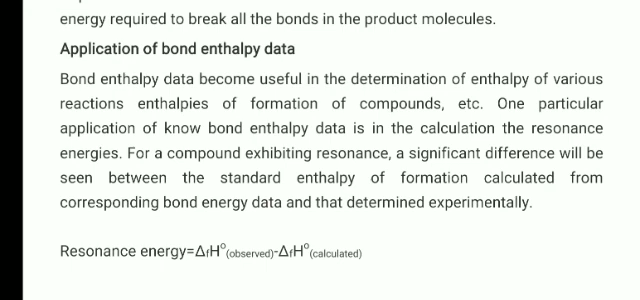 energy required to break all the bonds in the product molecules.
Application of bond enthalpy data
Bond enthalpy data become useful in the determination of enthalpy of various
reactions enthalpies of formation of compounds, etc. One particular
application of know bond enthalpy data is in the calculation the resonance
energies. For a compound exhibiting resonance, a significant difference will be
seen between the standard enthalpy of formation calculated from
corresponding bond energy data and that determined experimentally.
Resonance energy=ΔfH°(observed)-ΔfH°(calculated)